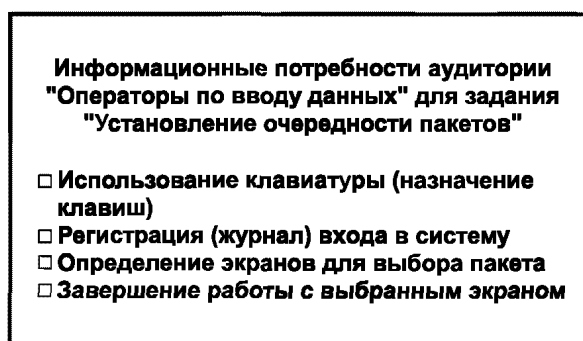 Информационные потребности аудитории
"Операторы по вводу данных" для задания
"Установление очередности пакетов"
□ Использование клавиатуры (назначение
клавиш)
□ Регистрация (журнал) входа в систему
□ Определение экранов для выбора пакета
□ Завершение работы с выбранным экраном